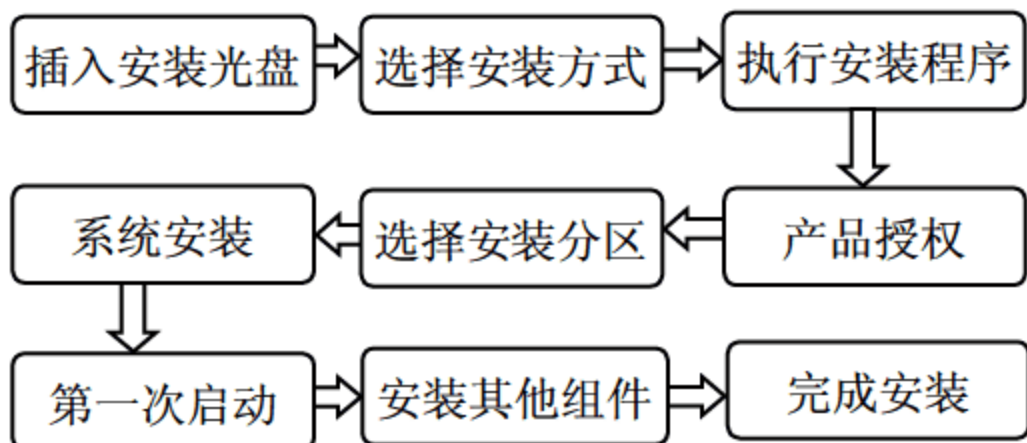 插入安装光盘
选择安装方式
执行安装程序
产品授权
选择安装分区
系统安装
第一次启动
安装其他组件
完成安装